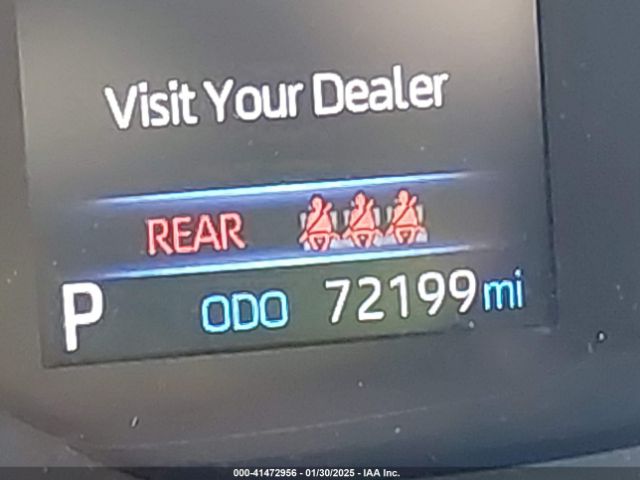 Visit Your Dealer
REAR
P ODO 72199 mi
000-41472956 - 01/30/2025 - IAA Inc.